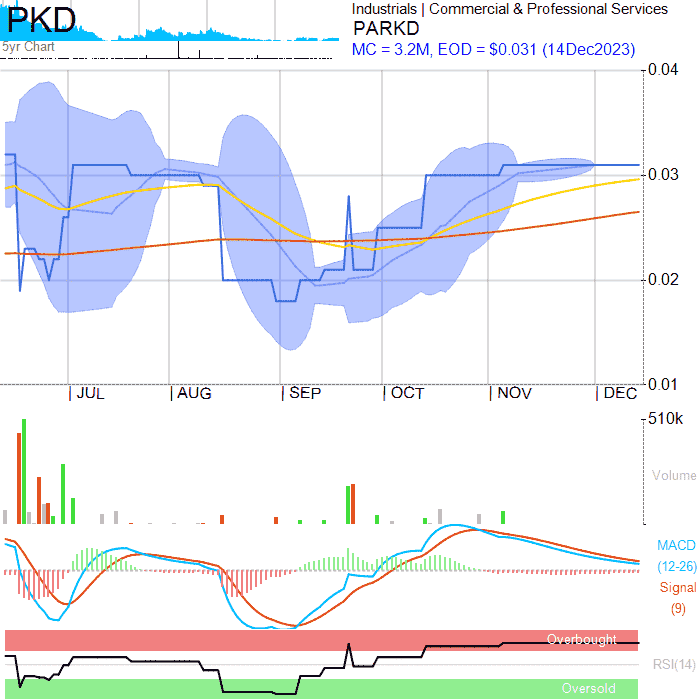 PKD
5yr Chart
Industrials | Commercial & Professional Services
PARKD
MC = 3.2M, EOD = $0.031 (14Dec2023)
0.04
0.03
0.02
0.01
JUL
AUG
SEP
OCT
NOV
DEC
510k
Volume
MACD
(12-26)
Signal
(9)
Overbought
RSI(14)
Oversold